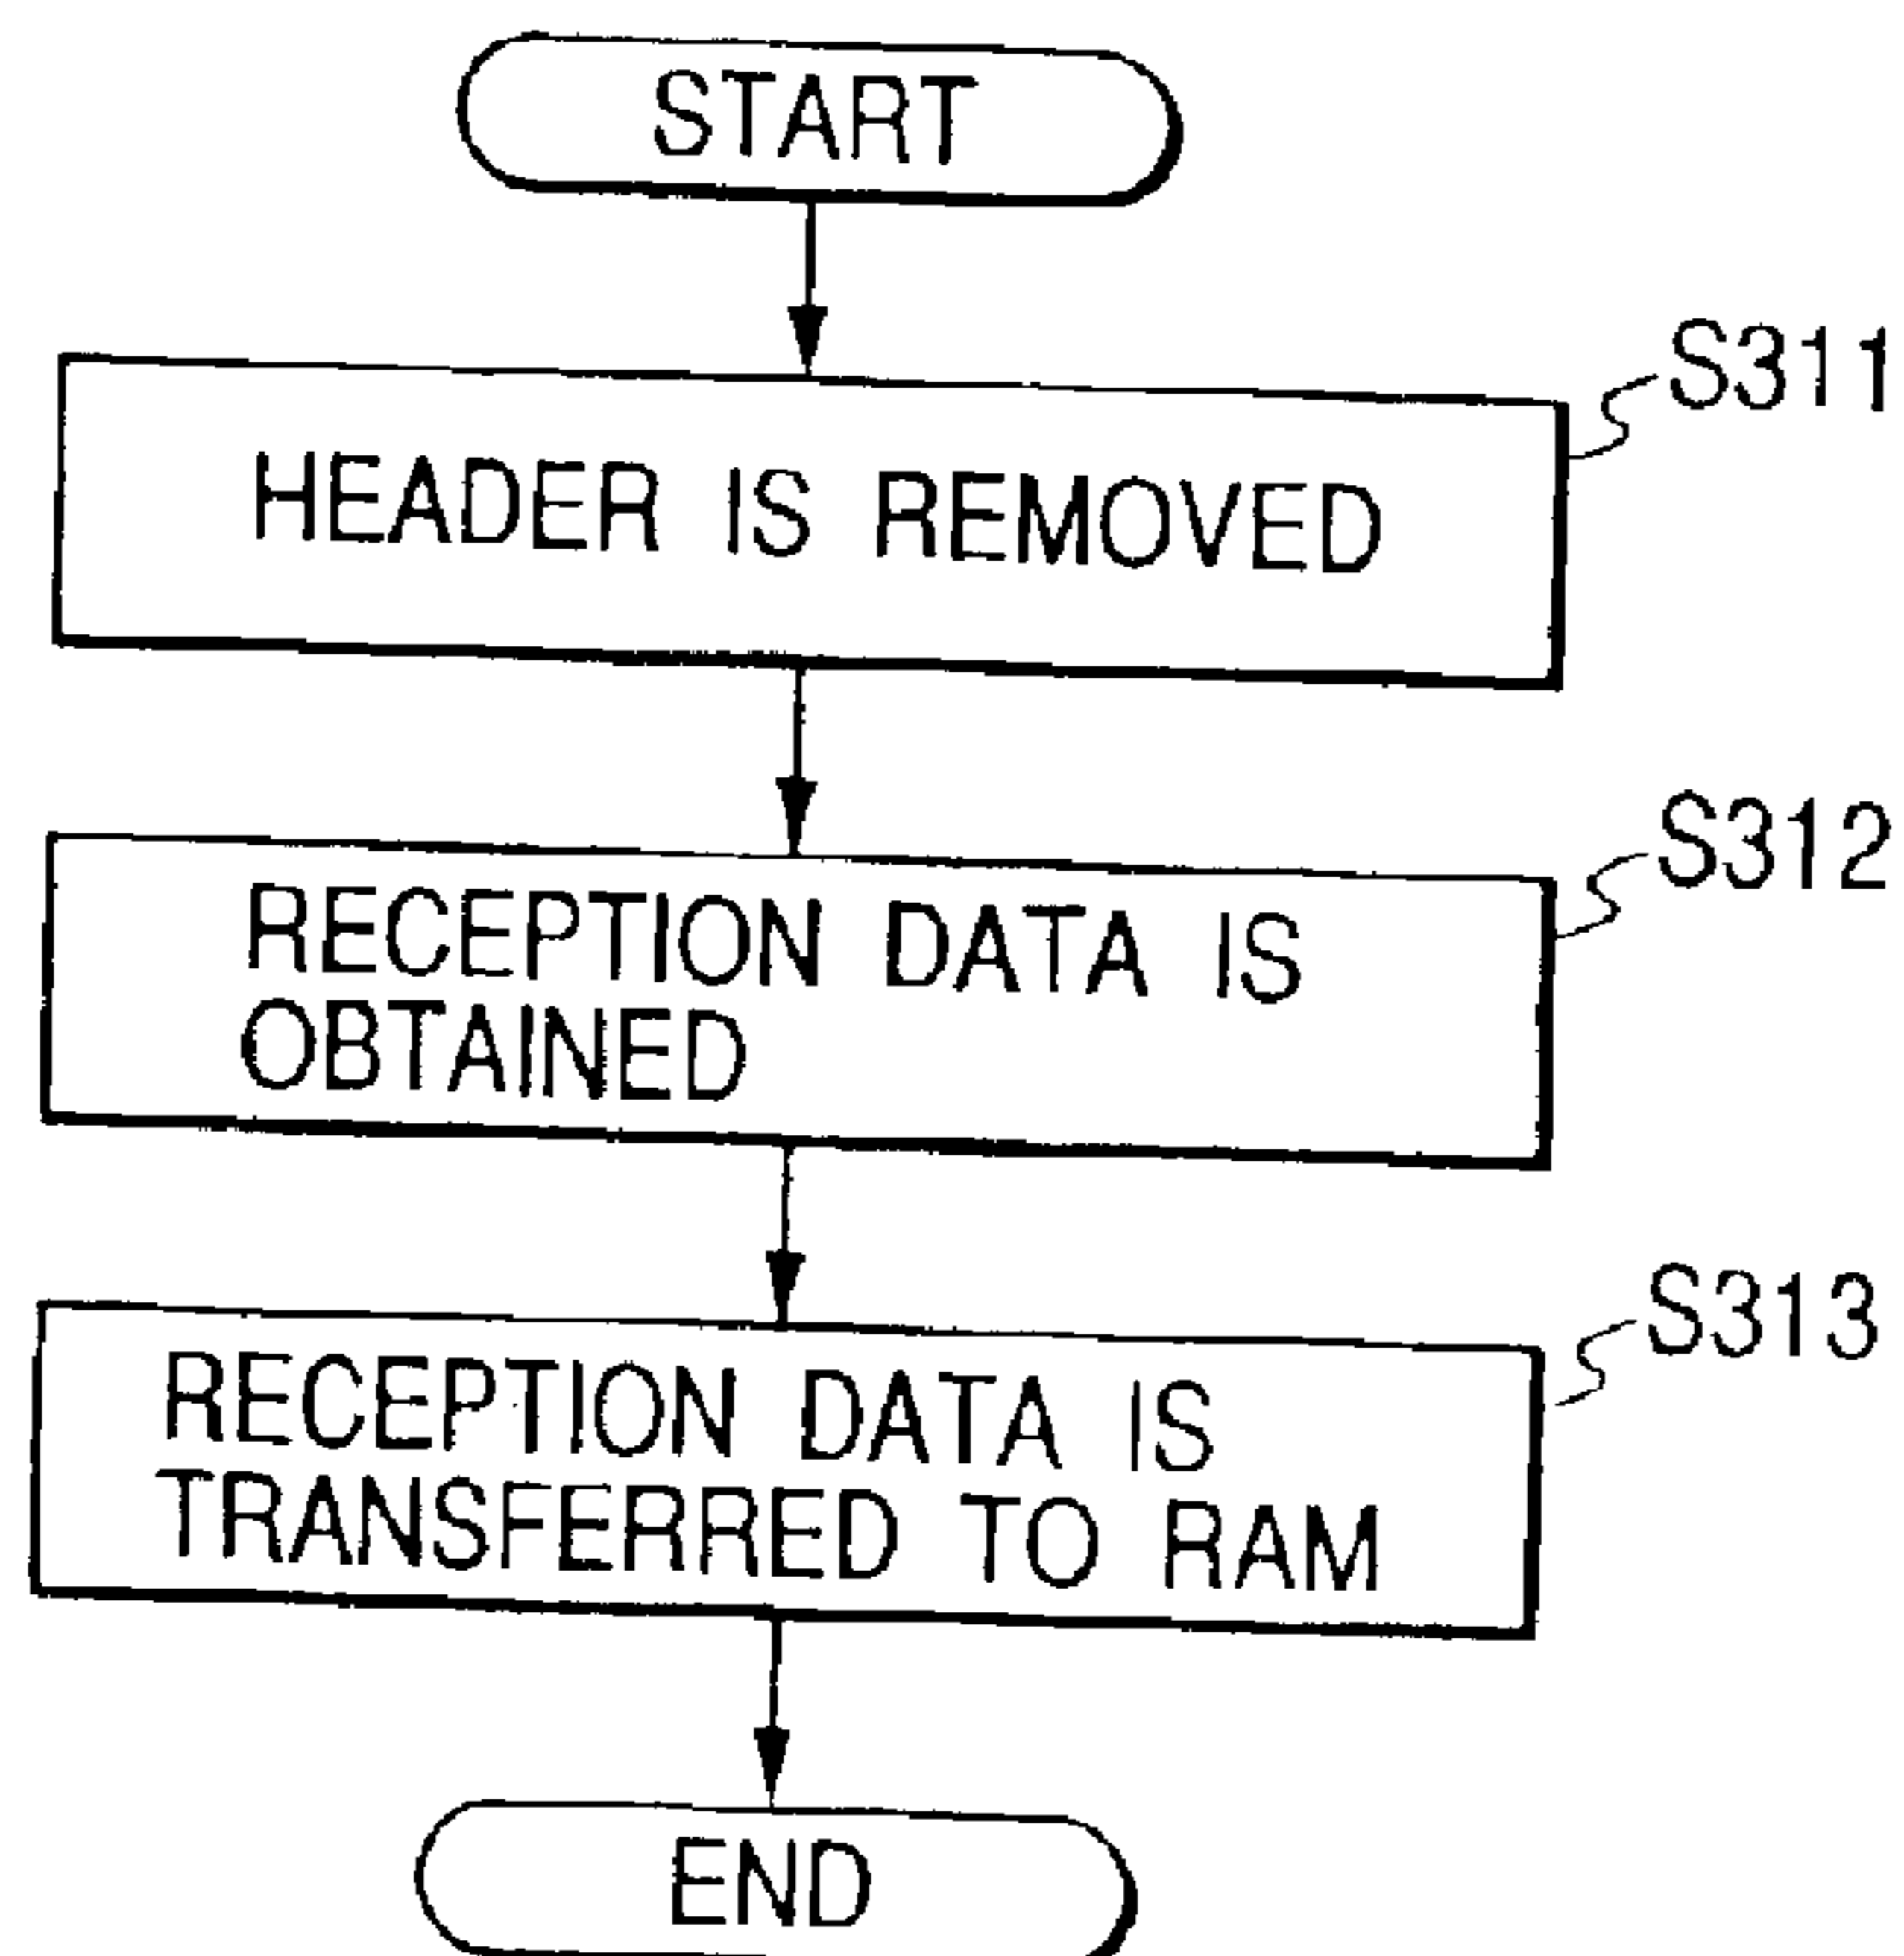 START
S311
HEADER IS REMOVED
S312
RECEPTION DATA IS
OBTAINED
S313
RECEPTION DATA IS
TRANSFERRED TO RAM
END